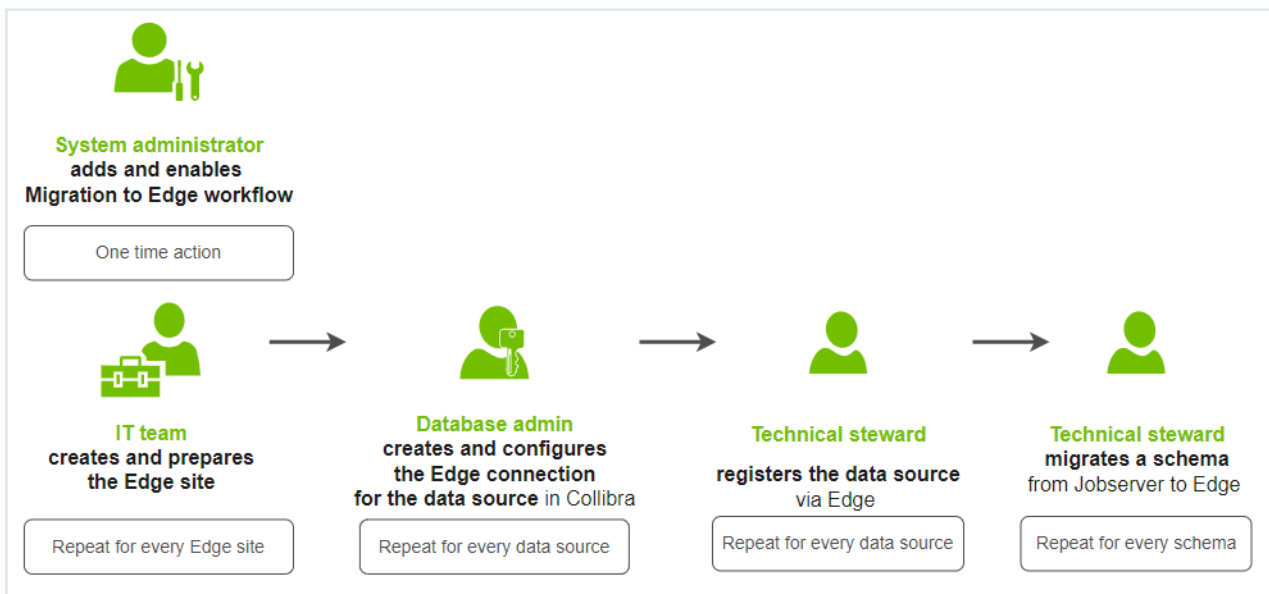 System administrator
adds and enables
Migration to Edge workflow
One time action
IT team
creates and prepares
the Edge site
Repeat for every Edge site
Database admin
creates and configures
the Edge connection
for the data source in Collibra
Repeat for every data source
Technical steward
registers the data source
via Edge
Repeat for every data source
Technical steward
migrates a schema
from Jobserver to Edge
Repeat for every schema